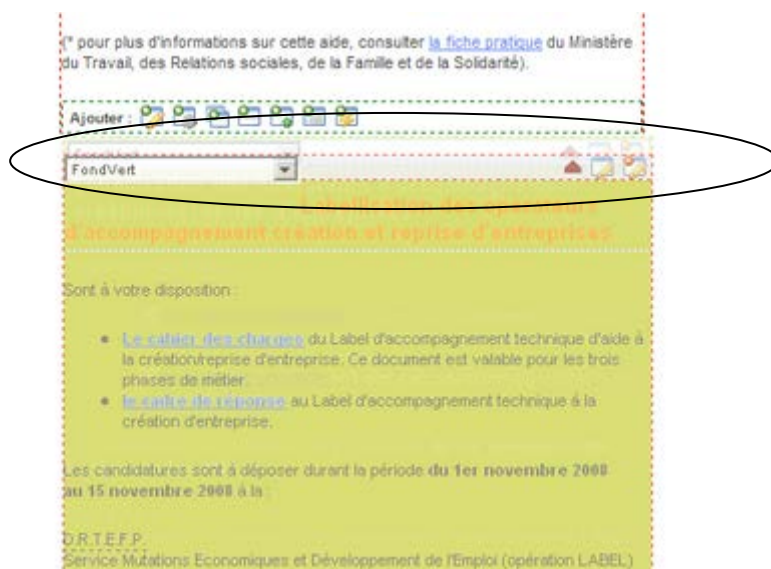 (* pour plus d'informations sur cette aide, consulter la fiche pratique du Ministère
du Travail, des Relations sociales, de la Famille et de la Solidarité).
Ajouter :
FondVert
FondVert
Labellisation des opérateurs
d'accompagnement création et reprise d'entreprises
Sont à votre disposition :
• Le cahier des charges du Label d'accompagnement technique d'aide à
la création/reprise d'entreprise. Ce document est valable pour les trois
phases de métier.
• le cadre de réponse au Label d'accompagnement technique à la
création d'entreprise.
Les candidatures sont à déposer durant la période du 1er novembre 2008
au 15 novembre 2008 à la :
D.R.T.E.F.P.
Service Mutations Economiques et Développement de l'Emploi (opération LABEL)